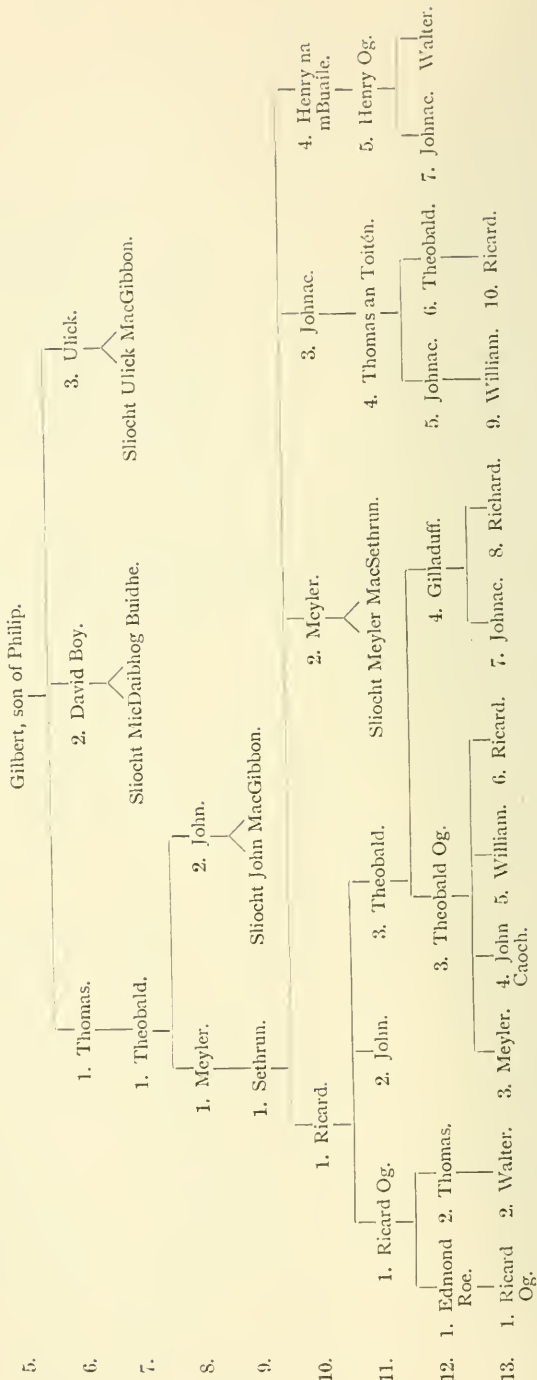 Gilbert, son of Philip.
5.
6. 1. Thomas. 2. David Boy. 3. Ulick.
Sliocht MicDaibhog Buidhe. Sliocht Ulick MacGibbon.
7. 1. Theobald.
8. 1. Meyler. 2. John.
Sliocht John MacGibbon.
9. 1. Sethrun.
10. 1. Ricard. 2. Meyler. 3. Johnac. 4. Henry na
mBuaile.
Sliocht Meyler MacSethrun.
11. 1. Ricard Og. 2. John. 3. Theobald. 4. Thomas an Toitén. 5. Henry Og.
12. 1. Edmond 2. Thomas. 3. Theobald Og. 4. Gilladuff. 5. Johnac. 6. Theobald. 7. Johnac. Walter.
Roe.
13. 1. Ricard 2. Walter. 3. Meyler. 4. John 5. William. 6. Ricard. 7. Johnac. 8. Richard. 9. William. 10. Ricard.
Og. Caoch.